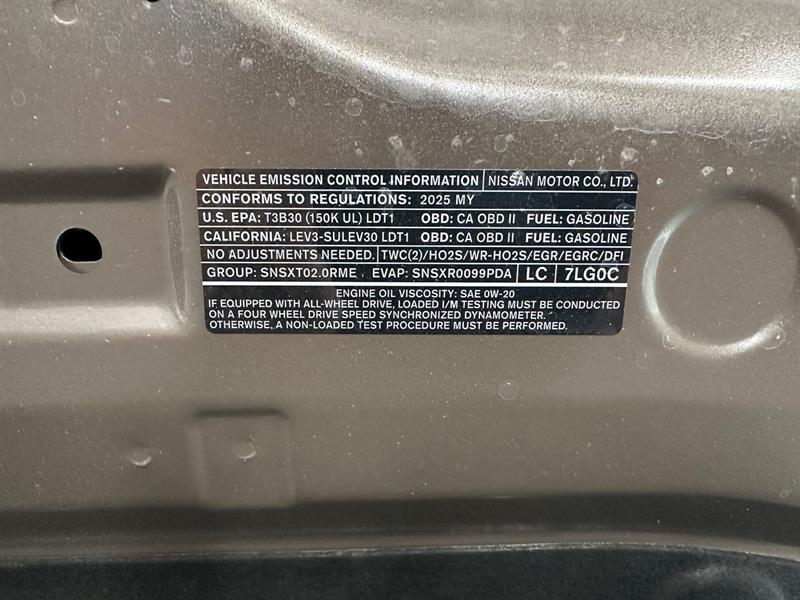 VEHICLE EMISSION CONTROL INFORMATION NISSAN MOTOR CO., LTD.
CONFORMS TO REGULATIONS: 2025 MY
U.S. EPA: T3B30 (150K UL) LDT1 OBD: CA OBD II FUEL: GASOLINE
CALIFORNIA: LEV3-SULEV30 LDT1 OBD: CA OBD II FUEL: GASOLINE
NO ADJUSTMENTS NEEDED. TWC(2)/HO2S/WR-HO2S/EGR/EGRC/DFI
GROUP: SNSXT02.0RME EVAP: SNSXR0099PDA LC 7LG0C
ENGINE OIL VISCOSITY: SAE 0W-20
IF EQUIPPED WITH ALL-WHEEL DRIVE, LOADED I/M TESTING MUST BE CONDUCTED
ON A FOUR WHEEL DRIVE SPEED SYNCHRONIZED DYNAMOMETER.
OTHERWISE, A NON-LOADED TEST PROCEDURE MUST BE PERFORMED.